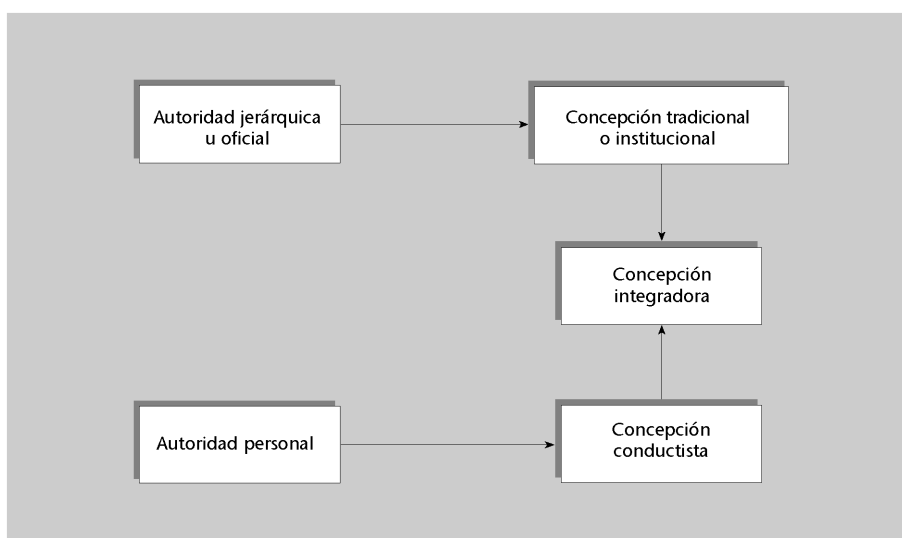 Autoridad jerárquica
u oficial
Concepción tradicional
o institucional
Concepción
integradora
Autoridad personal
Concepción
conductista